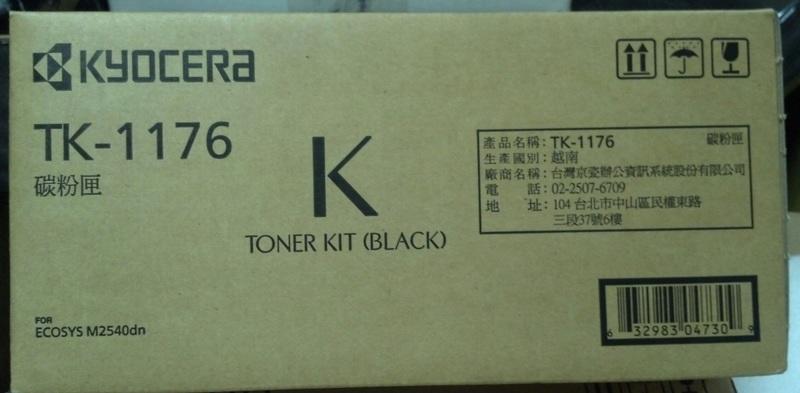 KYOCERA
TK-1176
碳粉匣
K
TONER KIT (BLACK)
產品名稱：TK-1176 碳粉匣
生產國別：越南
廠商名稱：台灣京瓷辦公資訊系統股份有限公司
電 話：02-2507-6709
地 址：104 台北市中山區民權東路
三段37號6樓
FOR
ECOSYS M2540dn
6 32983 04730 9